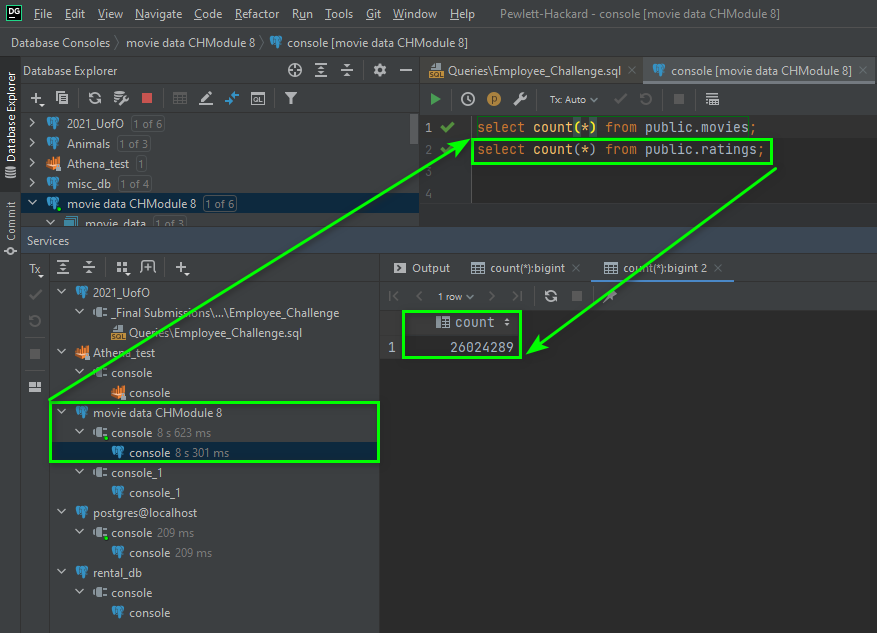 DG File Edit View Navigate Code Refactor Run Tools Git Window Help Pewlett-Hackard - console [movie data CHModule 8]
Database Consoles movie data CHModule 8 console [movie data CHModule 8]
Database Explorer
Commit
Database Explorer
2021_UofO 1 of 6
Animals 1 of 3
Athena_test 1
misc_db 1 of 4
movie data CHModule 8 1 of 6
movie_data 1 of 3
SQL Queries\Employee_Challenge.sql console [movie data CHModule 8]
Tx: Auto
1 select count(*) from public.movies;
2 select count(*) from public.ratings;
3
4
Services
Tx
2021_UofO
_Final Submissions\...\Employee_Challenge
SQL Queries\Employee_Challenge.sql
Athena_test
console
console
movie data CHModule 8
console 8 s 623 ms
console 8 s 301 ms
console_1
console_1
postgres@localhost
console 209 ms
console 209 ms
rental_db
console
console
Output count(*):bigint count(*):bigint 2
1 row
count
1 26024289